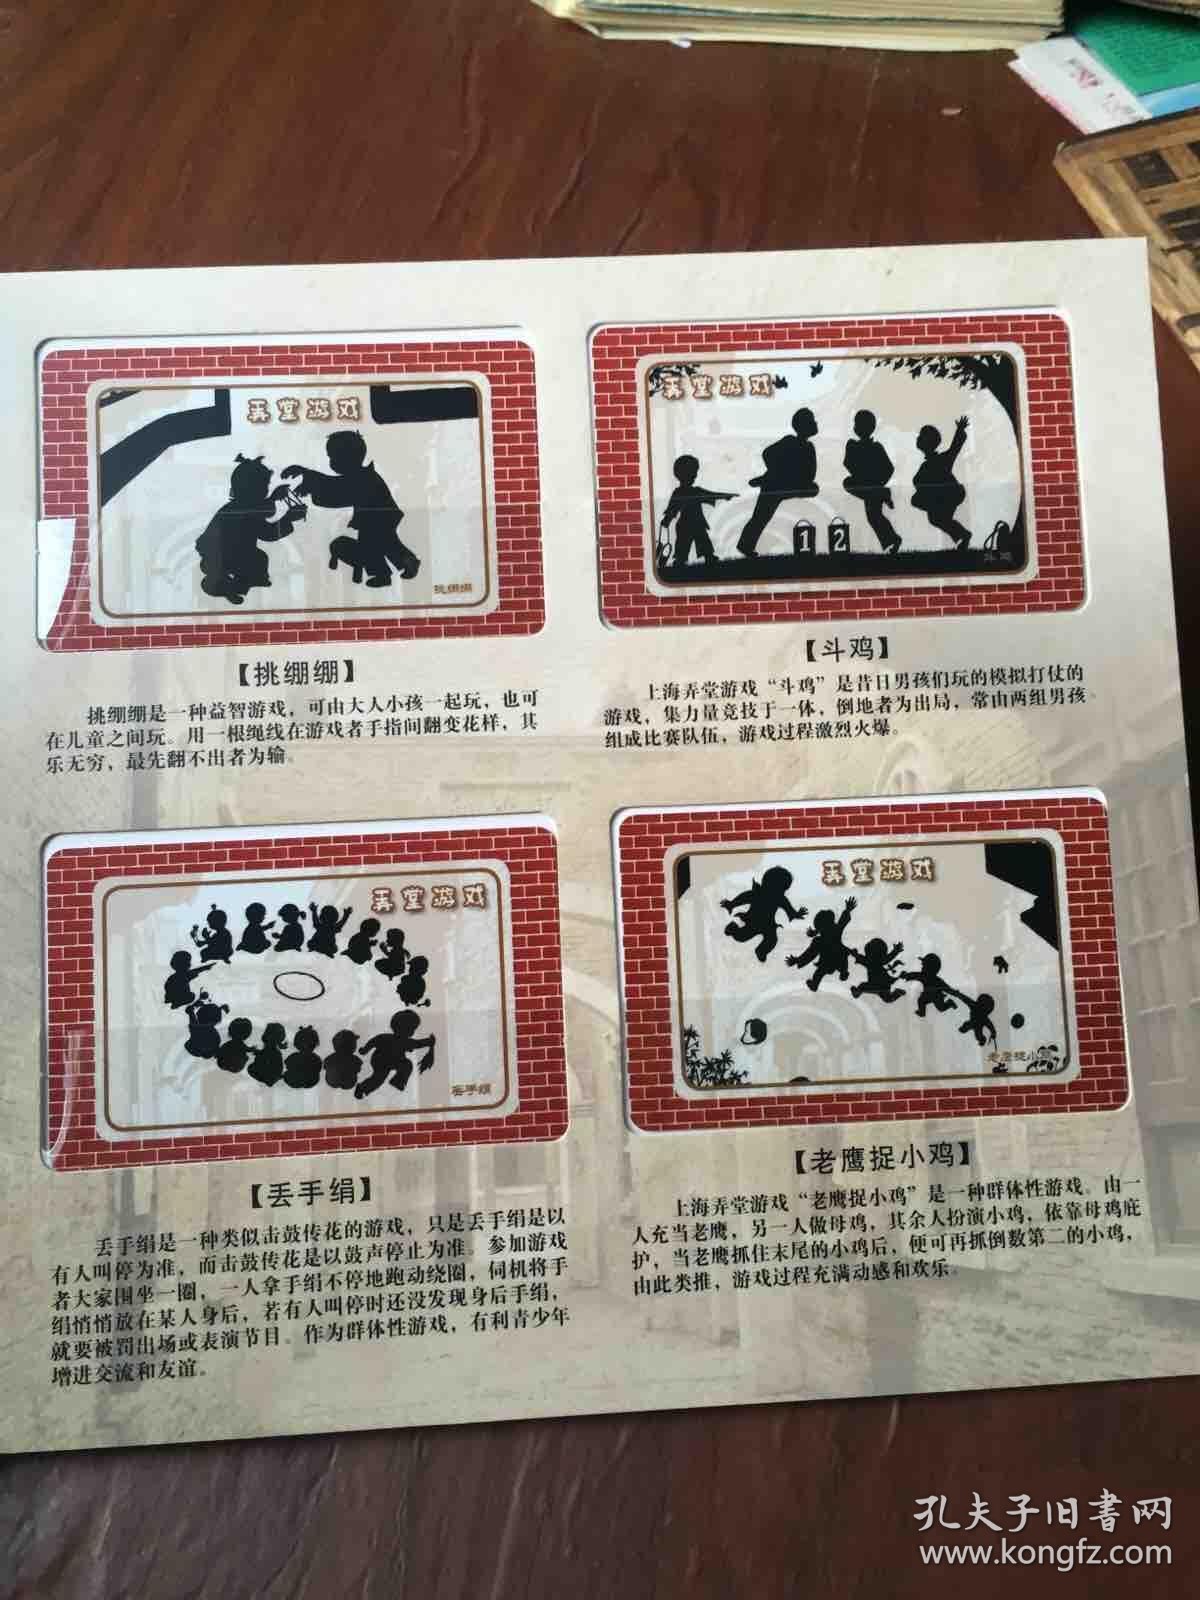 弄堂游戏
挑绷绷
【挑绷绷】
挑绷绷是一种益智游戏，可由大人小孩一起玩，也可
在儿童之间玩。用一根绳线在游戏者手指间翻变花样，其
乐无穷，最先翻不出者为输。
弄堂游戏
1 2
斗鸡
【斗鸡】
上海弄堂游戏“斗鸡”是昔日男孩们玩的模拟打仗的
游戏，集力量竞技于一体，倒地者为出局，常由两组男孩
组成比赛队伍，游戏过程激烈火爆。
弄堂游戏
丢手绢
【丢手绢】
丢手绢是一种类似击鼓传花的游戏，只是丢手绢是以
有人叫停为准，而击鼓传花是以鼓声停止为准。参加游戏
者大家围坐一圈，一人拿手绢不停地跑动绕圈，伺机将手
绢悄悄放在某人身后，若有人叫停时还没发现身后手绢，
就要被罚出场或表演节目。作为群体性游戏，有利青少年
增进交流和友谊。
弄堂游戏
老鹰捉小鸡
【老鹰捉小鸡】
上海弄堂游戏“老鹰捉小鸡”是一种群体性游戏。由一
人充当老鹰，另一人做母鸡，其余人扮演小鸡，依靠母鸡庇
护，当老鹰抓住末尾的小鸡后，便可再抓倒数第二的小鸡，
由此类推，游戏过程充满动感和欢乐。
孔夫子旧书网
www.kongfz.com